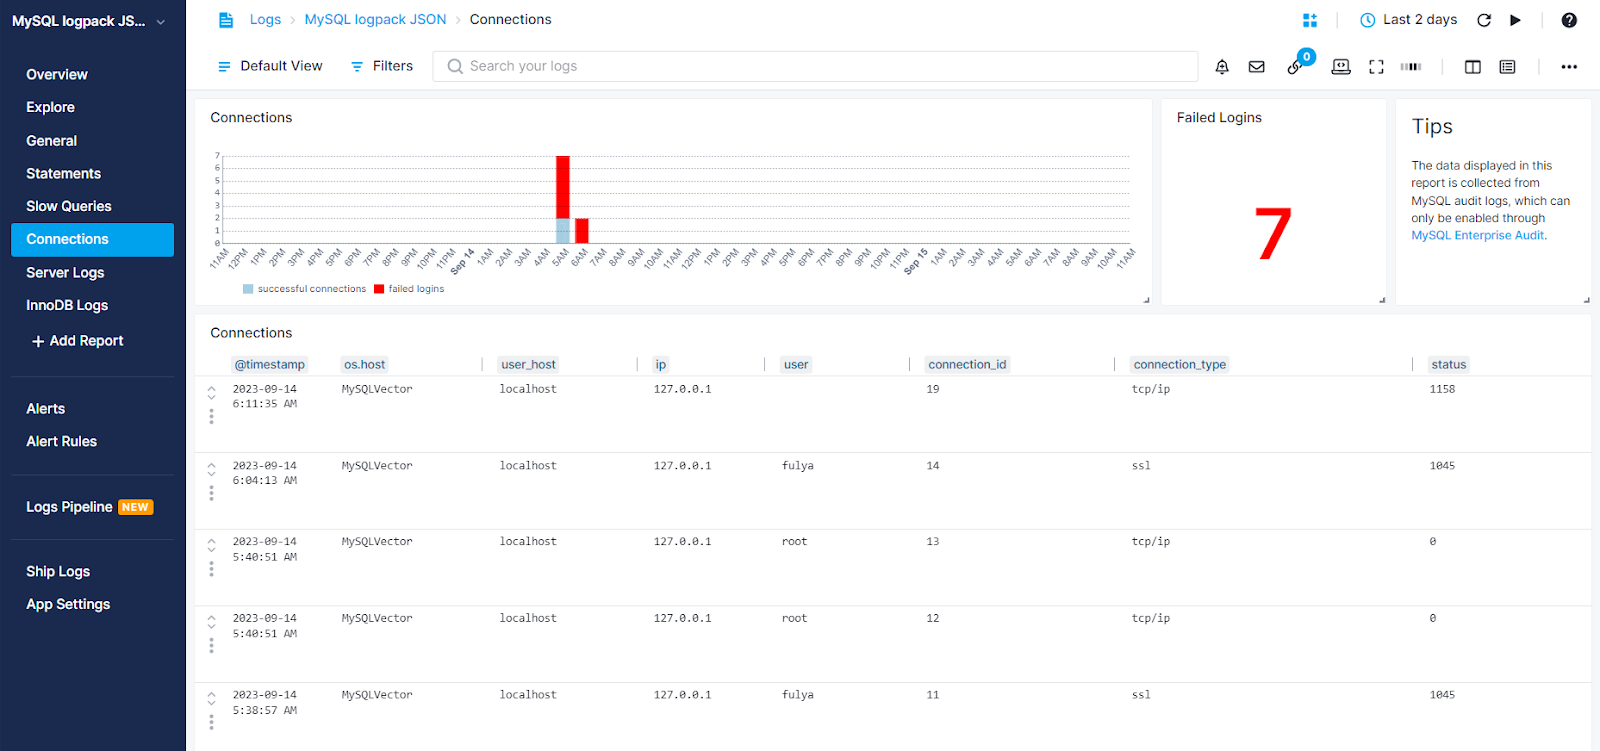 MySQL logpack JS...
Logs > MySQL logpack JSON > Connections
Last 2 days
Overview
Explore
General
Statements
Slow Queries
Connections
Server Logs
InnoDB Logs
+ Add Report
Alerts
Alert Rules
Logs Pipeline NEW
Ship Logs
App Settings
Default View
Filters
Search your logs
0
Connections
7
6
5
4
3
2
1
0
11AM 12PM 1PM 2PM 3PM 4PM 5PM 6PM 7PM 8PM 9PM 10PM 11PM Sep 14 1AM 2AM 3AM 4AM 5AM 6AM 7AM 8AM 9AM 10AM 11AM 12PM 1PM 2PM 3PM 4PM 5PM 6PM 7PM 8PM 9PM 10PM 11PM Sep 15 1AM 2AM 3AM 4AM 5AM 6AM 7AM 8AM 9AM 10AM 11AM
successful connections failed logins
Failed Logins
7
Tips
The data displayed in this
report is collected from
MySQL audit logs, which can
only be enabled through
MySQL Enterprise Audit.
Connections
@timestamp os.host user_host ip user connection_id connection_type status
2023-09-14 MySQLVector localhost 127.0.0.1 19 tcp/ip 1158
6:11:35 AM
2023-09-14 MySQLVector localhost 127.0.0.1 fulya 14 ssl 1045
6:04:13 AM
2023-09-14 MySQLVector localhost 127.0.0.1 root 13 tcp/ip 0
5:40:51 AM
2023-09-14 MySQLVector localhost 127.0.0.1 root 12 tcp/ip 0
5:40:51 AM
2023-09-14 MySQLVector localhost 127.0.0.1 fulya 11 ssl 1045
5:38:57 AM